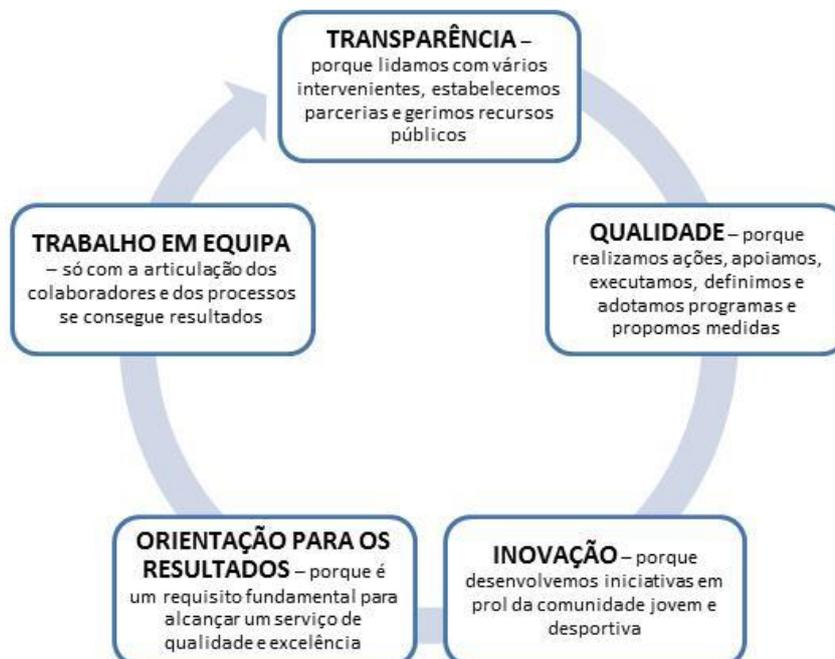 TRANSPARÊNCIA –
porque lidamos com vários
intervenientes, estabelecemos
parcerias e gerimos recursos
públicos
QUALIDADE – porque
realizamos ações, apoiamos,
executamos, definimos e
adotamos programas e
propomos medidas
INOVAÇÃO – porque
desenvolvemos iniciativas em
prol da comunidade jovem e
desportiva
ORIENTAÇÃO PARA OS
RESULTADOS – porque é
um requisito fundamental para
alcançar um serviço de
qualidade e excelência
TRABALHO EM EQUIPA
– só com a articulação dos
colaboradores e dos processos
se consegue resultados